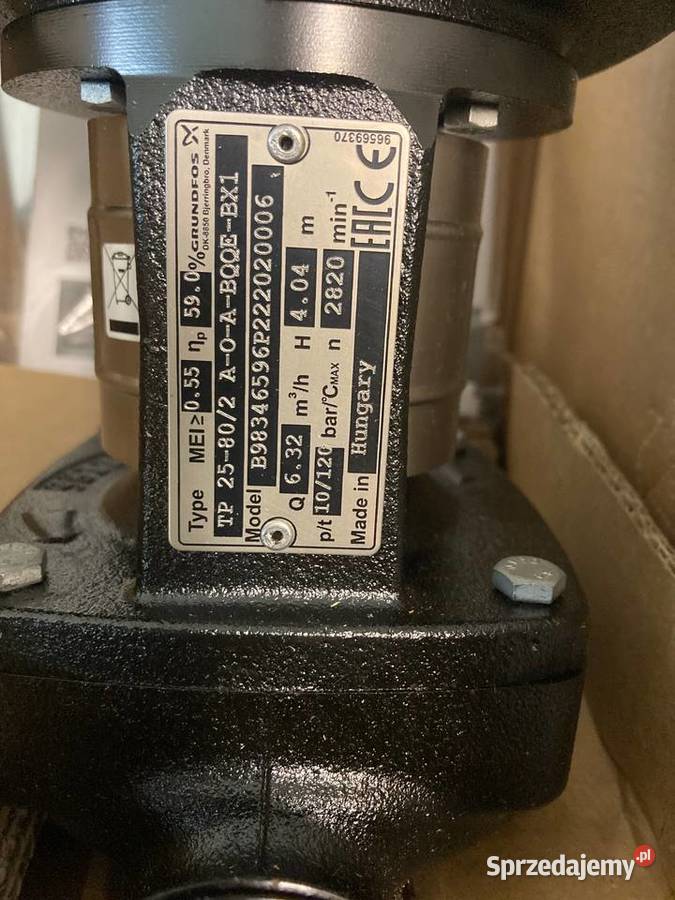 GRUNDFOS
DK-8850 Bjerringbro, Denmark
Type MEI≥0.55 ηp 59.0%
TP 25-80/2 A-O-A-BQQE-BX1
Model B98346596P222020006
Q 6.32 m³/h H 4.04 m
p/t 10/120 bar/°CMAX n 2820 min⁻¹
Made in Hungary EAC CE
96569370
Sprzedajemy.pl